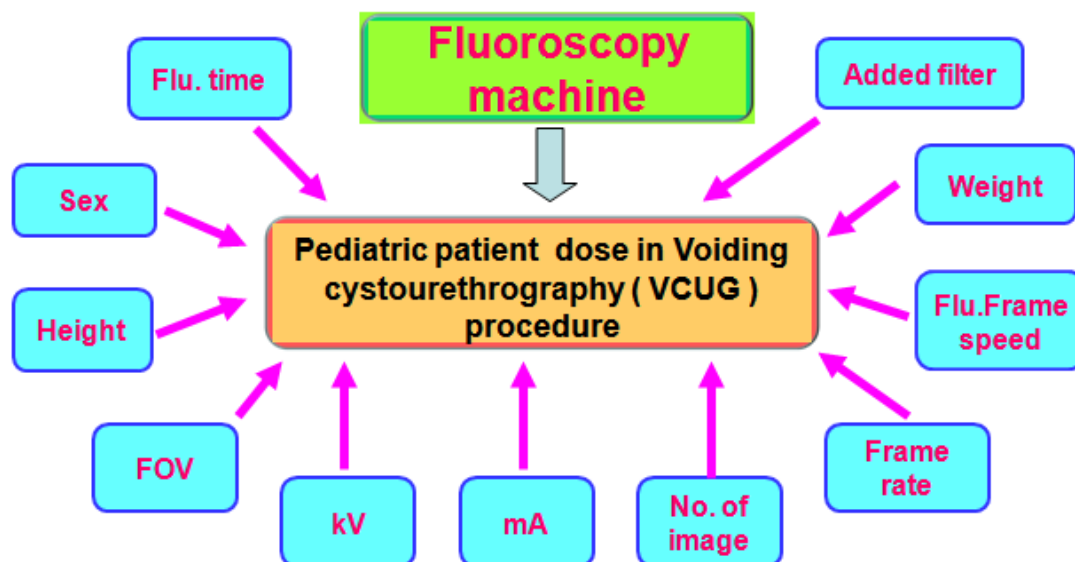 Fluoroscopy
machine
Flu. time
Added filter
Sex
Weight
Pediatric patient  dose in Voiding
cystourethrography ( VCUG )
procedure
Height
Flu.Frame
speed
FOV
kV
mA
No. of
image
Frame
rate